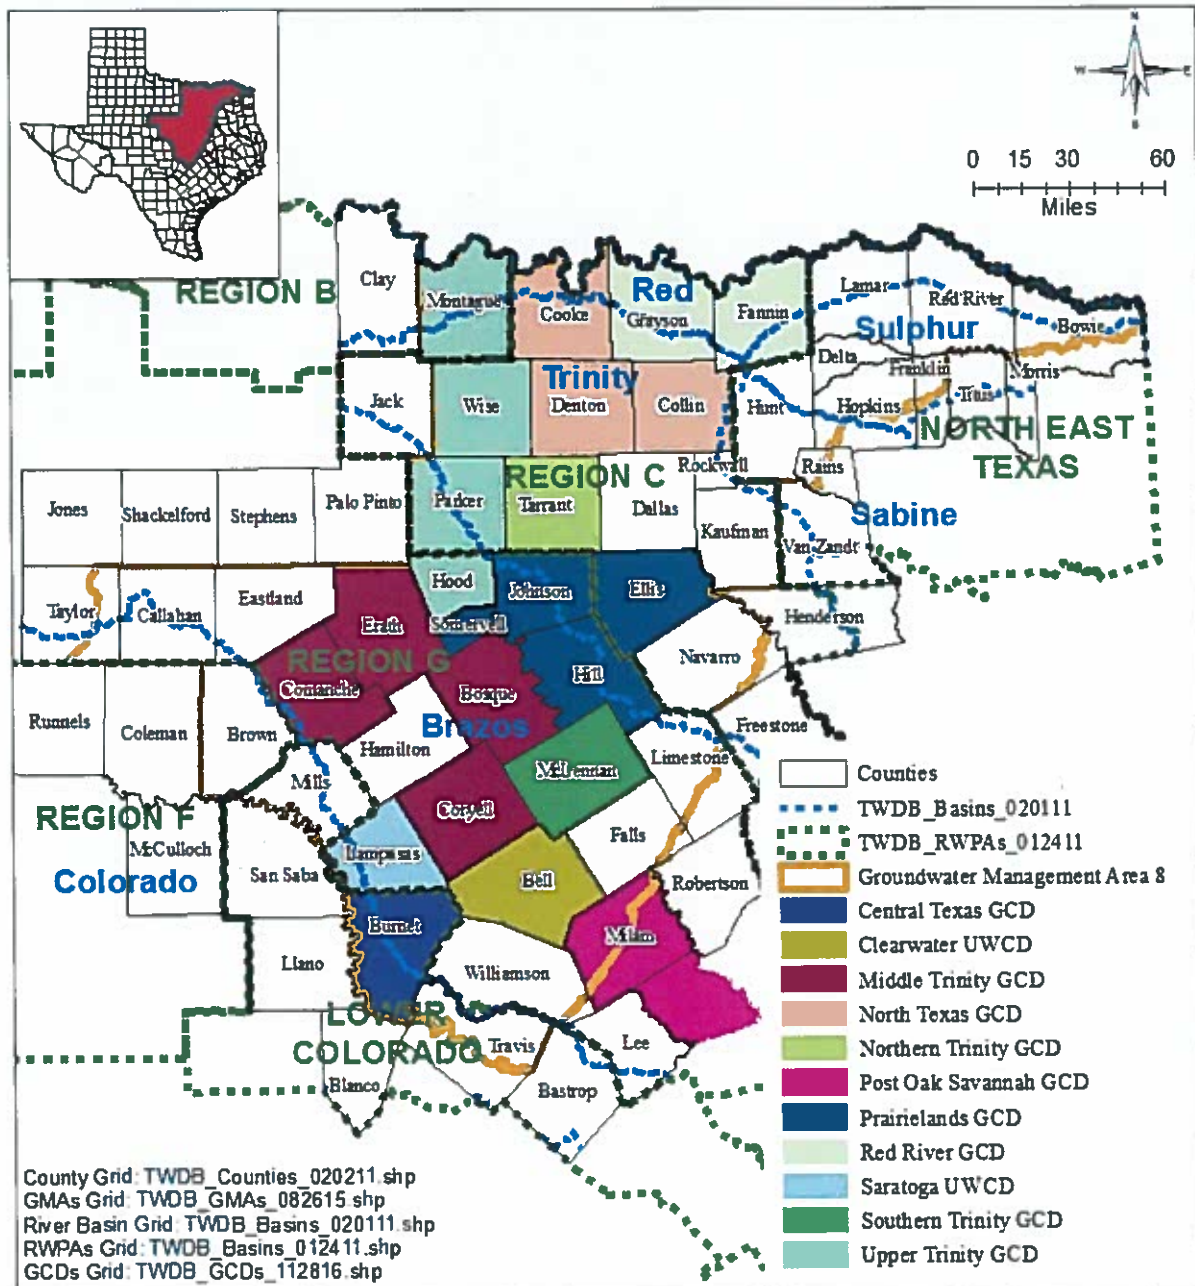 N
W E
S
0 15 30 60
Miles
REGION B
Clay
Montague
Cooke
Red
Grayson
Fannin
Lamar
Red River
Sulphur
Bowie
Delta
Franklin
Morris
Trinity
Jack
Wise
Denton
Collin
Hunt
Hopkins
Titus
NORTH EAST
TEXAS
REGION C
Rockwall
Rains
Jones
Shackelford
Stephens
Palo Pinto
Parker
Tarrant
Dallas
Kaufman
Sabine
Van Zandt
Taylor
Callahan
Eastland
Hood
Johnson
Ellis
Henderson
Erath
Somervell
REGION G
Navarro
Comanche
Bosque
Hill
Runnels
Coleman
Brown
Brazos
Hamilton
Freestone
Limestone
Mills
McLennan
REGION F
Coryell
Falls
McCulloch
Lampasas
Colorado
San Saba
Bell
Robertson
Burnet
Milam
Llano
Williamson
LOWER
COLORADO
Travis
Lee
Blanco
Bastrop
Counties
TWDB_Basins_020111
TWDB_RWPAs_012411
Groundwater Management Area 8
Central Texas GCD
Clearwater UWCD
Middle Trinity GCD
North Texas GCD
Northern Trinity GCD
Post Oak Savannah GCD
Prairielands GCD
Red River GCD
Saratoga UWCD
Southern Trinity GCD
Upper Trinity GCD
County Grid: TWDB_Counties_020211.shp
GMAs Grid: TWDB_GMAs_082615.shp
River Basin Grid: TWDB_Basins_020111.shp
RWPAs Grid: TWDB_Basins_012411.shp
GCDs Grid: TWDB_GCDs_112816.shp